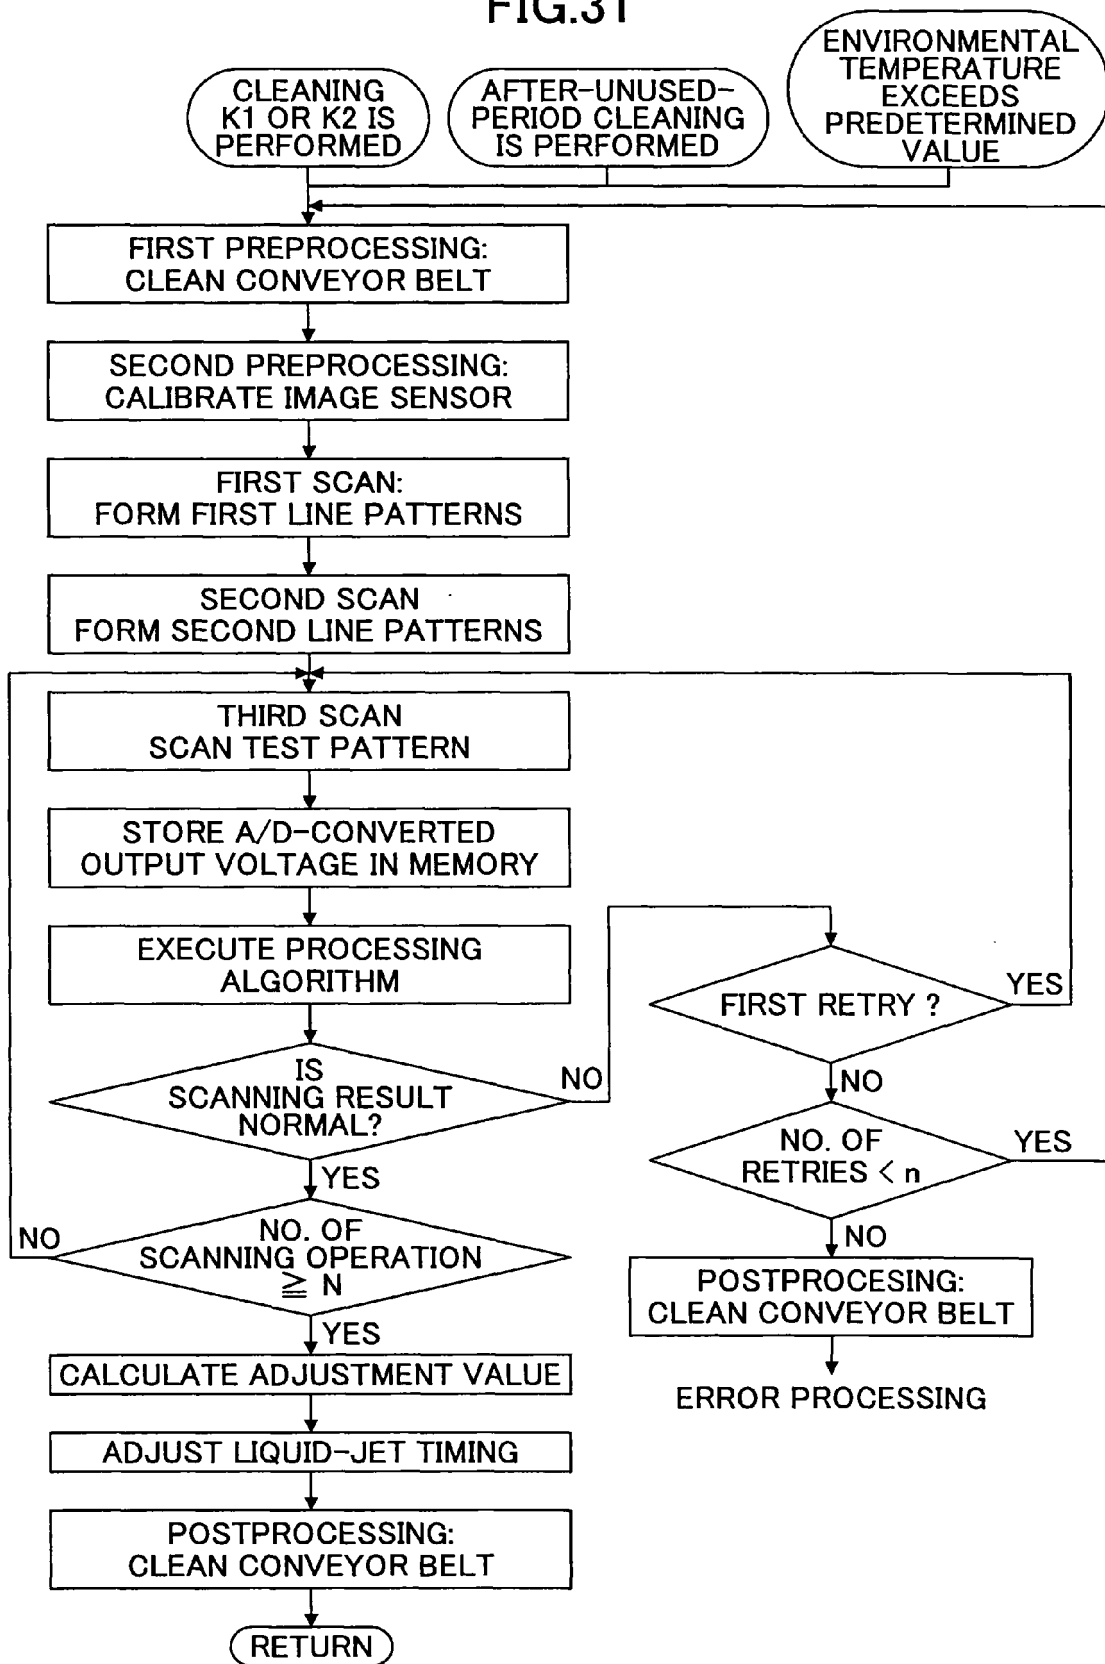 FIG.31
CLEANING
K1 OR K2 IS
PERFORMED
AFTER-UNUSED-
PERIOD CLEANING
IS PERFORMED
ENVIRONMENTAL
TEMPERATURE
EXCEEDS
PREDETERMINED
VALUE
FIRST PREPROCESSING:
CLEAN CONVEYOR BELT
SECOND PREPROCESSING:
CALIBRATE IMAGE SENSOR
FIRST SCAN:
FORM FIRST LINE PATTERNS
SECOND SCAN
FORM SECOND LINE PATTERNS
THIRD SCAN
SCAN TEST PATTERN
STORE A/D-CONVERTED
OUTPUT VOLTAGE IN MEMORY
EXECUTE PROCESSING
ALGORITHM
IS
SCANNING RESULT
NORMAL?
NO
YES
FIRST RETRY ?
YES
NO
NO. OF
RETRIES < n
YES
NO
POSTPROCESING:
CLEAN CONVEYOR BELT
ERROR PROCESSING
NO. OF
SCANNING OPERATION
≧ N
NO
YES
CALCULATE ADJUSTMENT VALUE
ADJUST LIQUID-JET TIMING
POSTPROCESSING:
CLEAN CONVEYOR BELT
RETURN